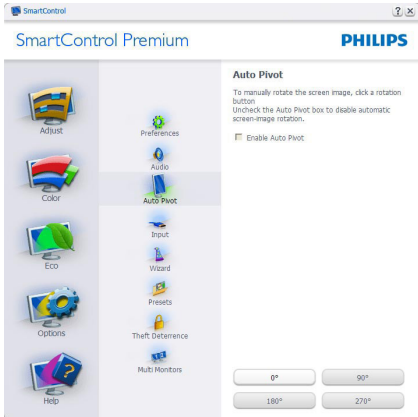 SmartControl
SmartControl Premium
PHILIPS
Adjust
Color
Eco
Options
Help
Preferences
Audio
Auto Pivot
Input
Wizard
Presets
Theft Deterrence
Multi Monitors
Auto Pivot
To manually rotate the screen image, click a rotation
button
Uncheck the Auto Pivot box to disable automatic
screen-image rotation.
Enable Auto Pivot
0°
90°
180°
270°